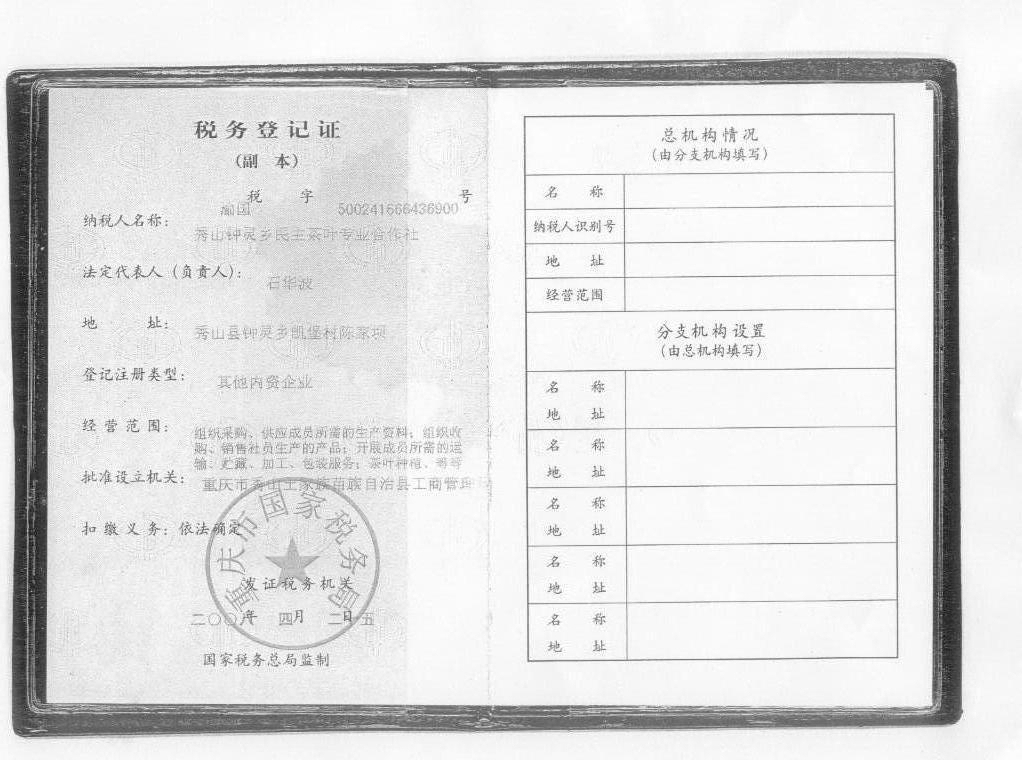 税务登记证
(副 本)
税 字 号
渝国 500241666436900
纳税人名称:
秀山钟灵乡民主茶叶专业合作社
法定代表人(负责人):
石华波
地 址:
秀山县钟灵乡凯堡村陈家坝
登记注册类型:
其他内资企业
经营范围:
组织采购、供应成员所需的生产资料;组织收
购、销售社员生产的产品;开展成员所需的运
输、贮藏、加工、包装服务;茶叶种植、
批准设立机关:
重庆市秀山土家族苗族自治县工商管理
扣缴义务:依法确定
重庆市国家税务局
发证税务机关
二〇〇八年 四月 二十五日
国家税务总局监制
总机构情况
(由分支机构填写)
名 称
纳税人识别号
地 址
经营范围
分支机构设置
(由总机构填写)
名 称
地 址
名 称
地 址
名 称
地 址
名 称
地 址
名 称
地 址